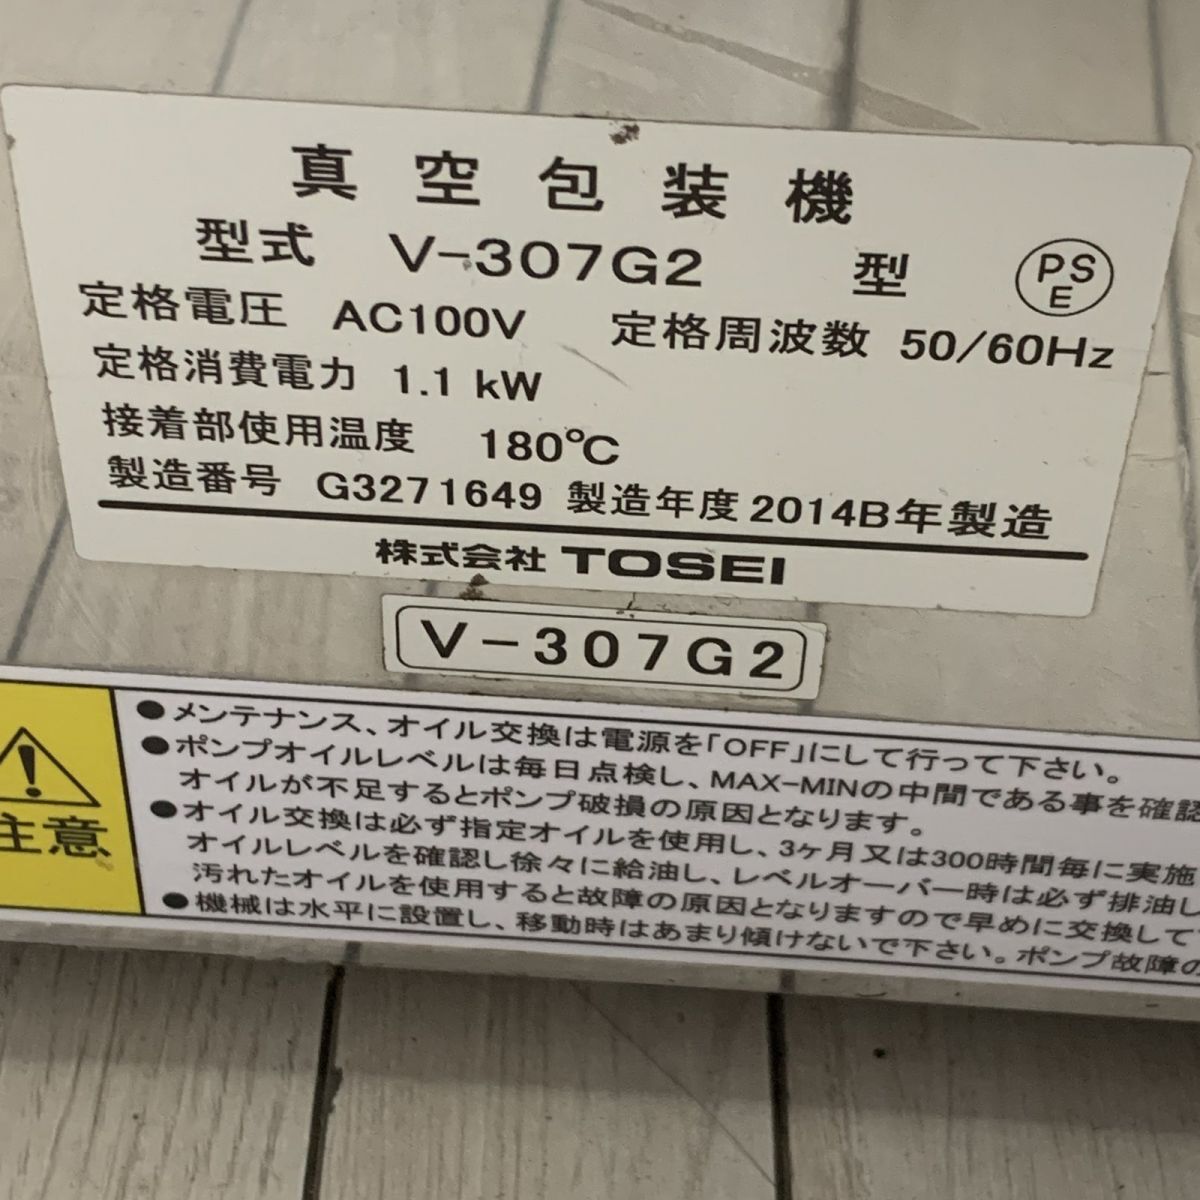 真空包装機
型式 V-307G2 型 PSE
定格電圧 AC100V 定格周波数 50/60Hz
定格消費電力 1.1 kW
接着部使用温度 180℃
製造番号 G3271649 製造年度 2014B年製造
株式会社 TOSEI
V-307G2
注意
●メンテナンス、オイル交換は電源を「OFF」にして行って下さい。
●ポンプオイルレベルは毎日点検し、MAX-MINの中間である事を確認
オイルが不足するとポンプ破損の原因となります。
●オイル交換は必ず指定オイルを使用し、3ヶ月又は300時間毎に実施
オイルレベルを確認し徐々に給油し、レベルオーバー時は必ず排油し
汚れたオイルを使用すると故障の原因となりますので早めに交換して
●機械は水平に設置し、移動時はあまり傾けないで下さい。ポンプ故障の